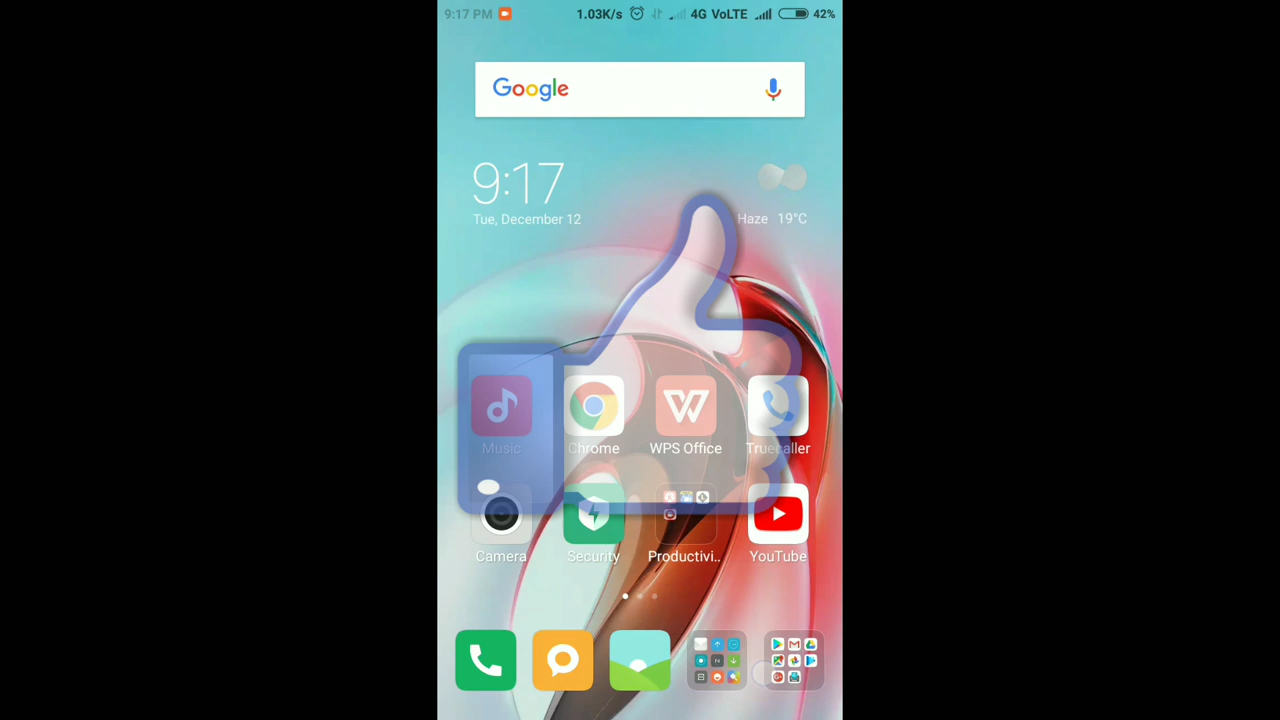 9:17 PM 1.03K/s 4G VoLTE 42%
Google
9:17
Tue, December 12
Haze 19°C
Music Chrome WPS Office Truecaller
Camera Security Productivi.. YouTube